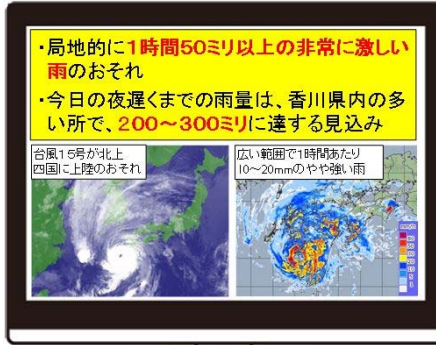 ・局地的に1時間50ミリ以上の非常に激しい
雨のおそれ
・今日の夜遅くまでの雨量は、香川県内の多
い所で、200～300ミリに達する見込み
台風15号が北上
四国に上陸のおそれ
広い範囲で1時間あたり
10～20mmのやや強い雨